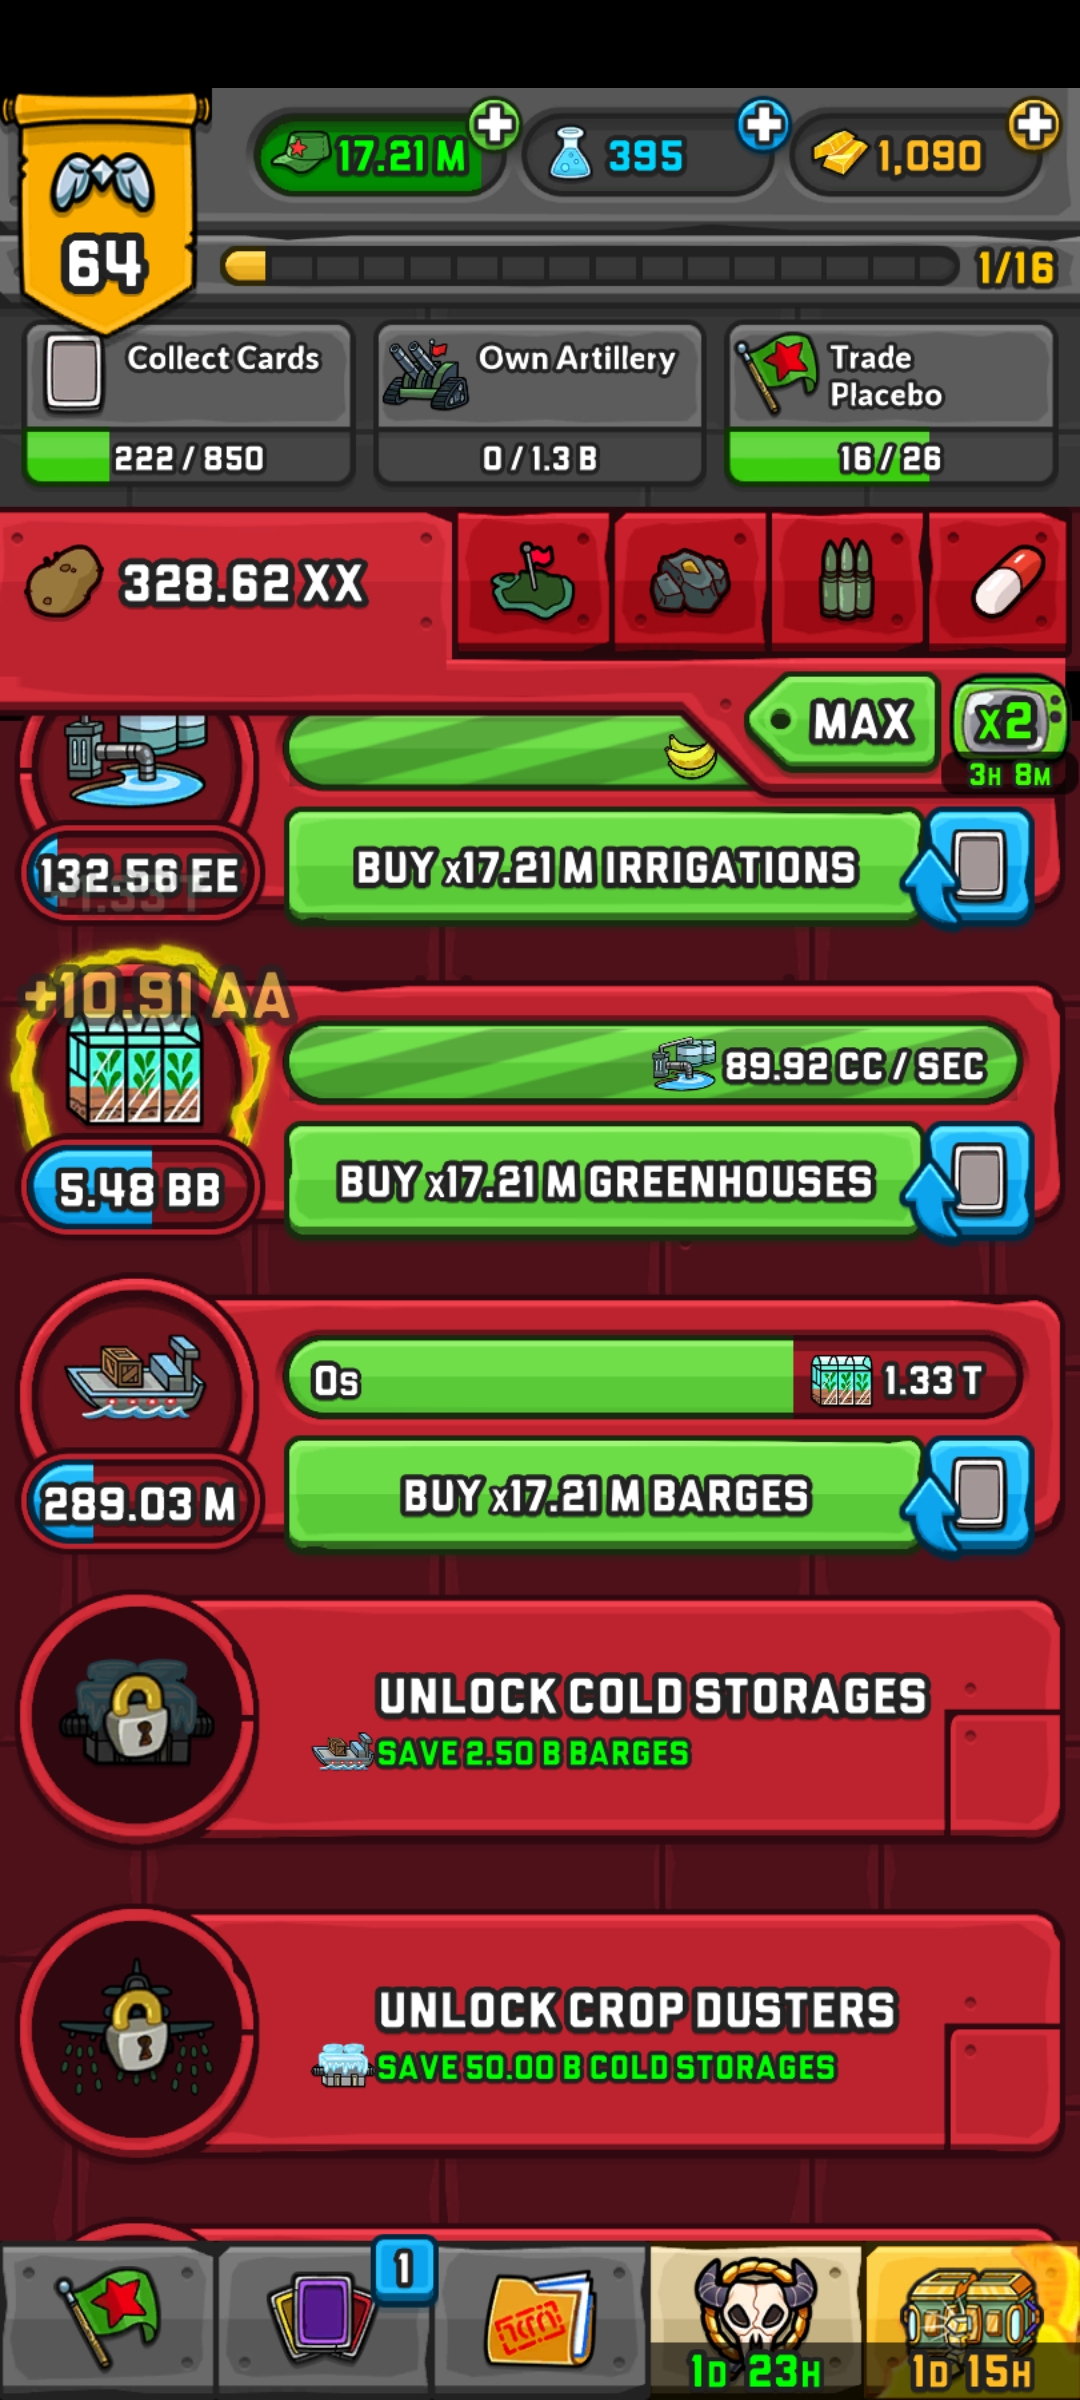 17.21 M
395
1,090
64
1/16
Collect Cards
Own Artillery
Trade
Placebo
222 / 850
0 / 1.3 B
16 / 26
328.62 XX
MAX
X2
3H 8M
132.56 EE
BUY x17.21 M IRRIGATIONS
+10.91 AA
89.92 CC / SEC
5.48 BB
BUY x17.21 M GREENHOUSES
0s
1.33 T
289.03 M
BUY x17.21 M BARGES
UNLOCK COLD STORAGES
SAVE 2.50 B BARGES
UNLOCK CROP DUSTERS
SAVE 50.00 B COLD STORAGES
1
1D 23H
1D 15H